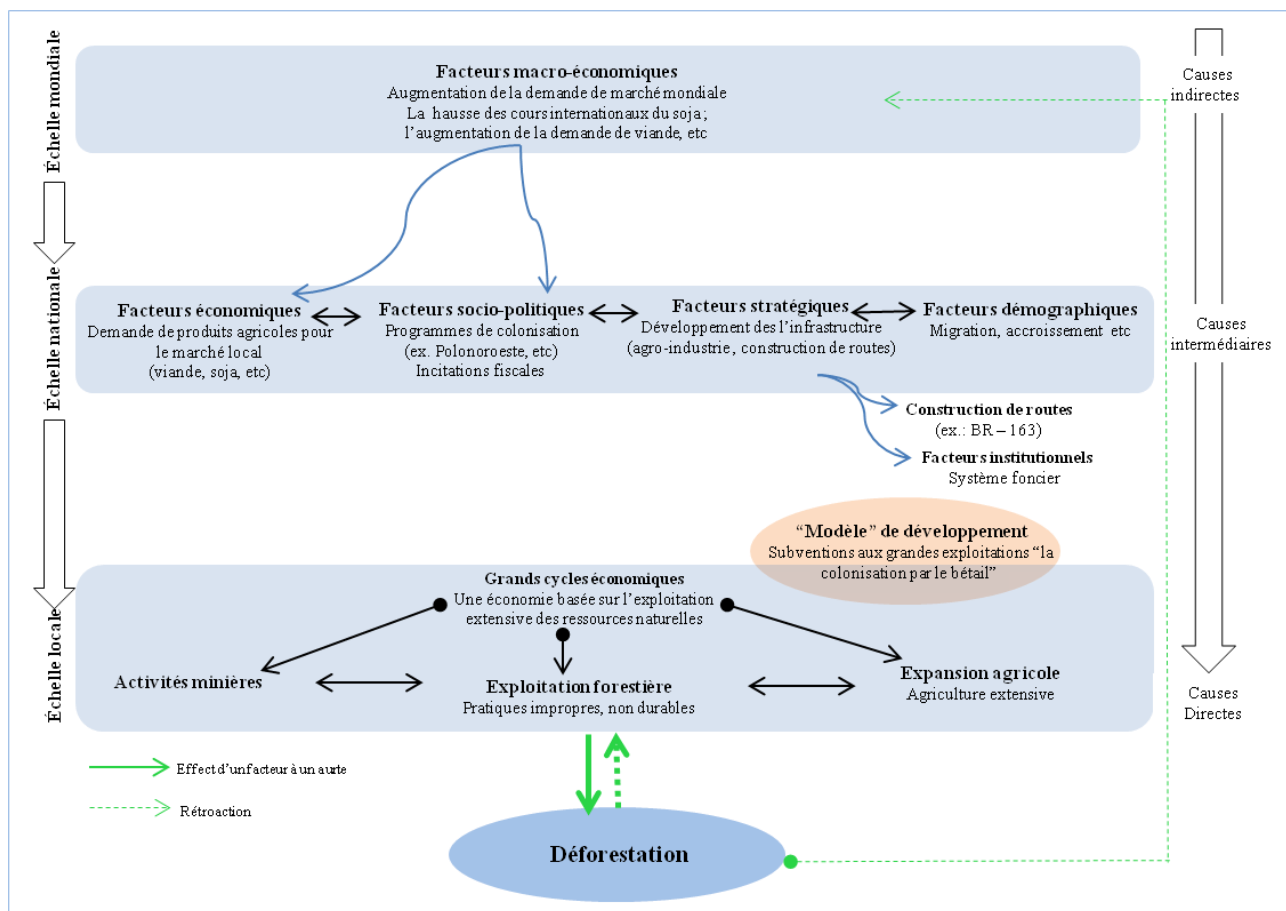 Échelle mondiale
Facteurs macro-économiques
Augmentation de la demande de marché mondiale
La hausse des cours internationaux du soja ;
l’augmentation de la demande de viande, etc
Causes
indirectes
Échelle nationale
Facteurs économiques
Demande de produits agricoles pour
le marché local
(viande, soja, etc)
Facteurs socio-politiques
Programmes de colonisation
(ex. Polonoroeste, etc)
Incitations fiscales
Facteurs stratégiques
Développement des l’infrastructure
(agro-industrie, construction de routes)
Facteurs démographiques
Migration, accroissement etc
Causes
intermédiaires
Construction de routes
(ex.: BR – 163)
Facteurs institutionnels
Système foncier
“Modèle” de développement
Subventions aux grandes exploitations “la
colonisation par le bétail”
Échelle locale
Grands cycles économiques
Une économie basée sur l’exploitation
extensive des ressources naturelles
Activités minières
Exploitation forestière
Pratiques impropres, non durables
Expansion agricole
Agriculture extensive
Causes
Directes
Effect d’unfacteur à un aurte
Rétroaction
Déforestation